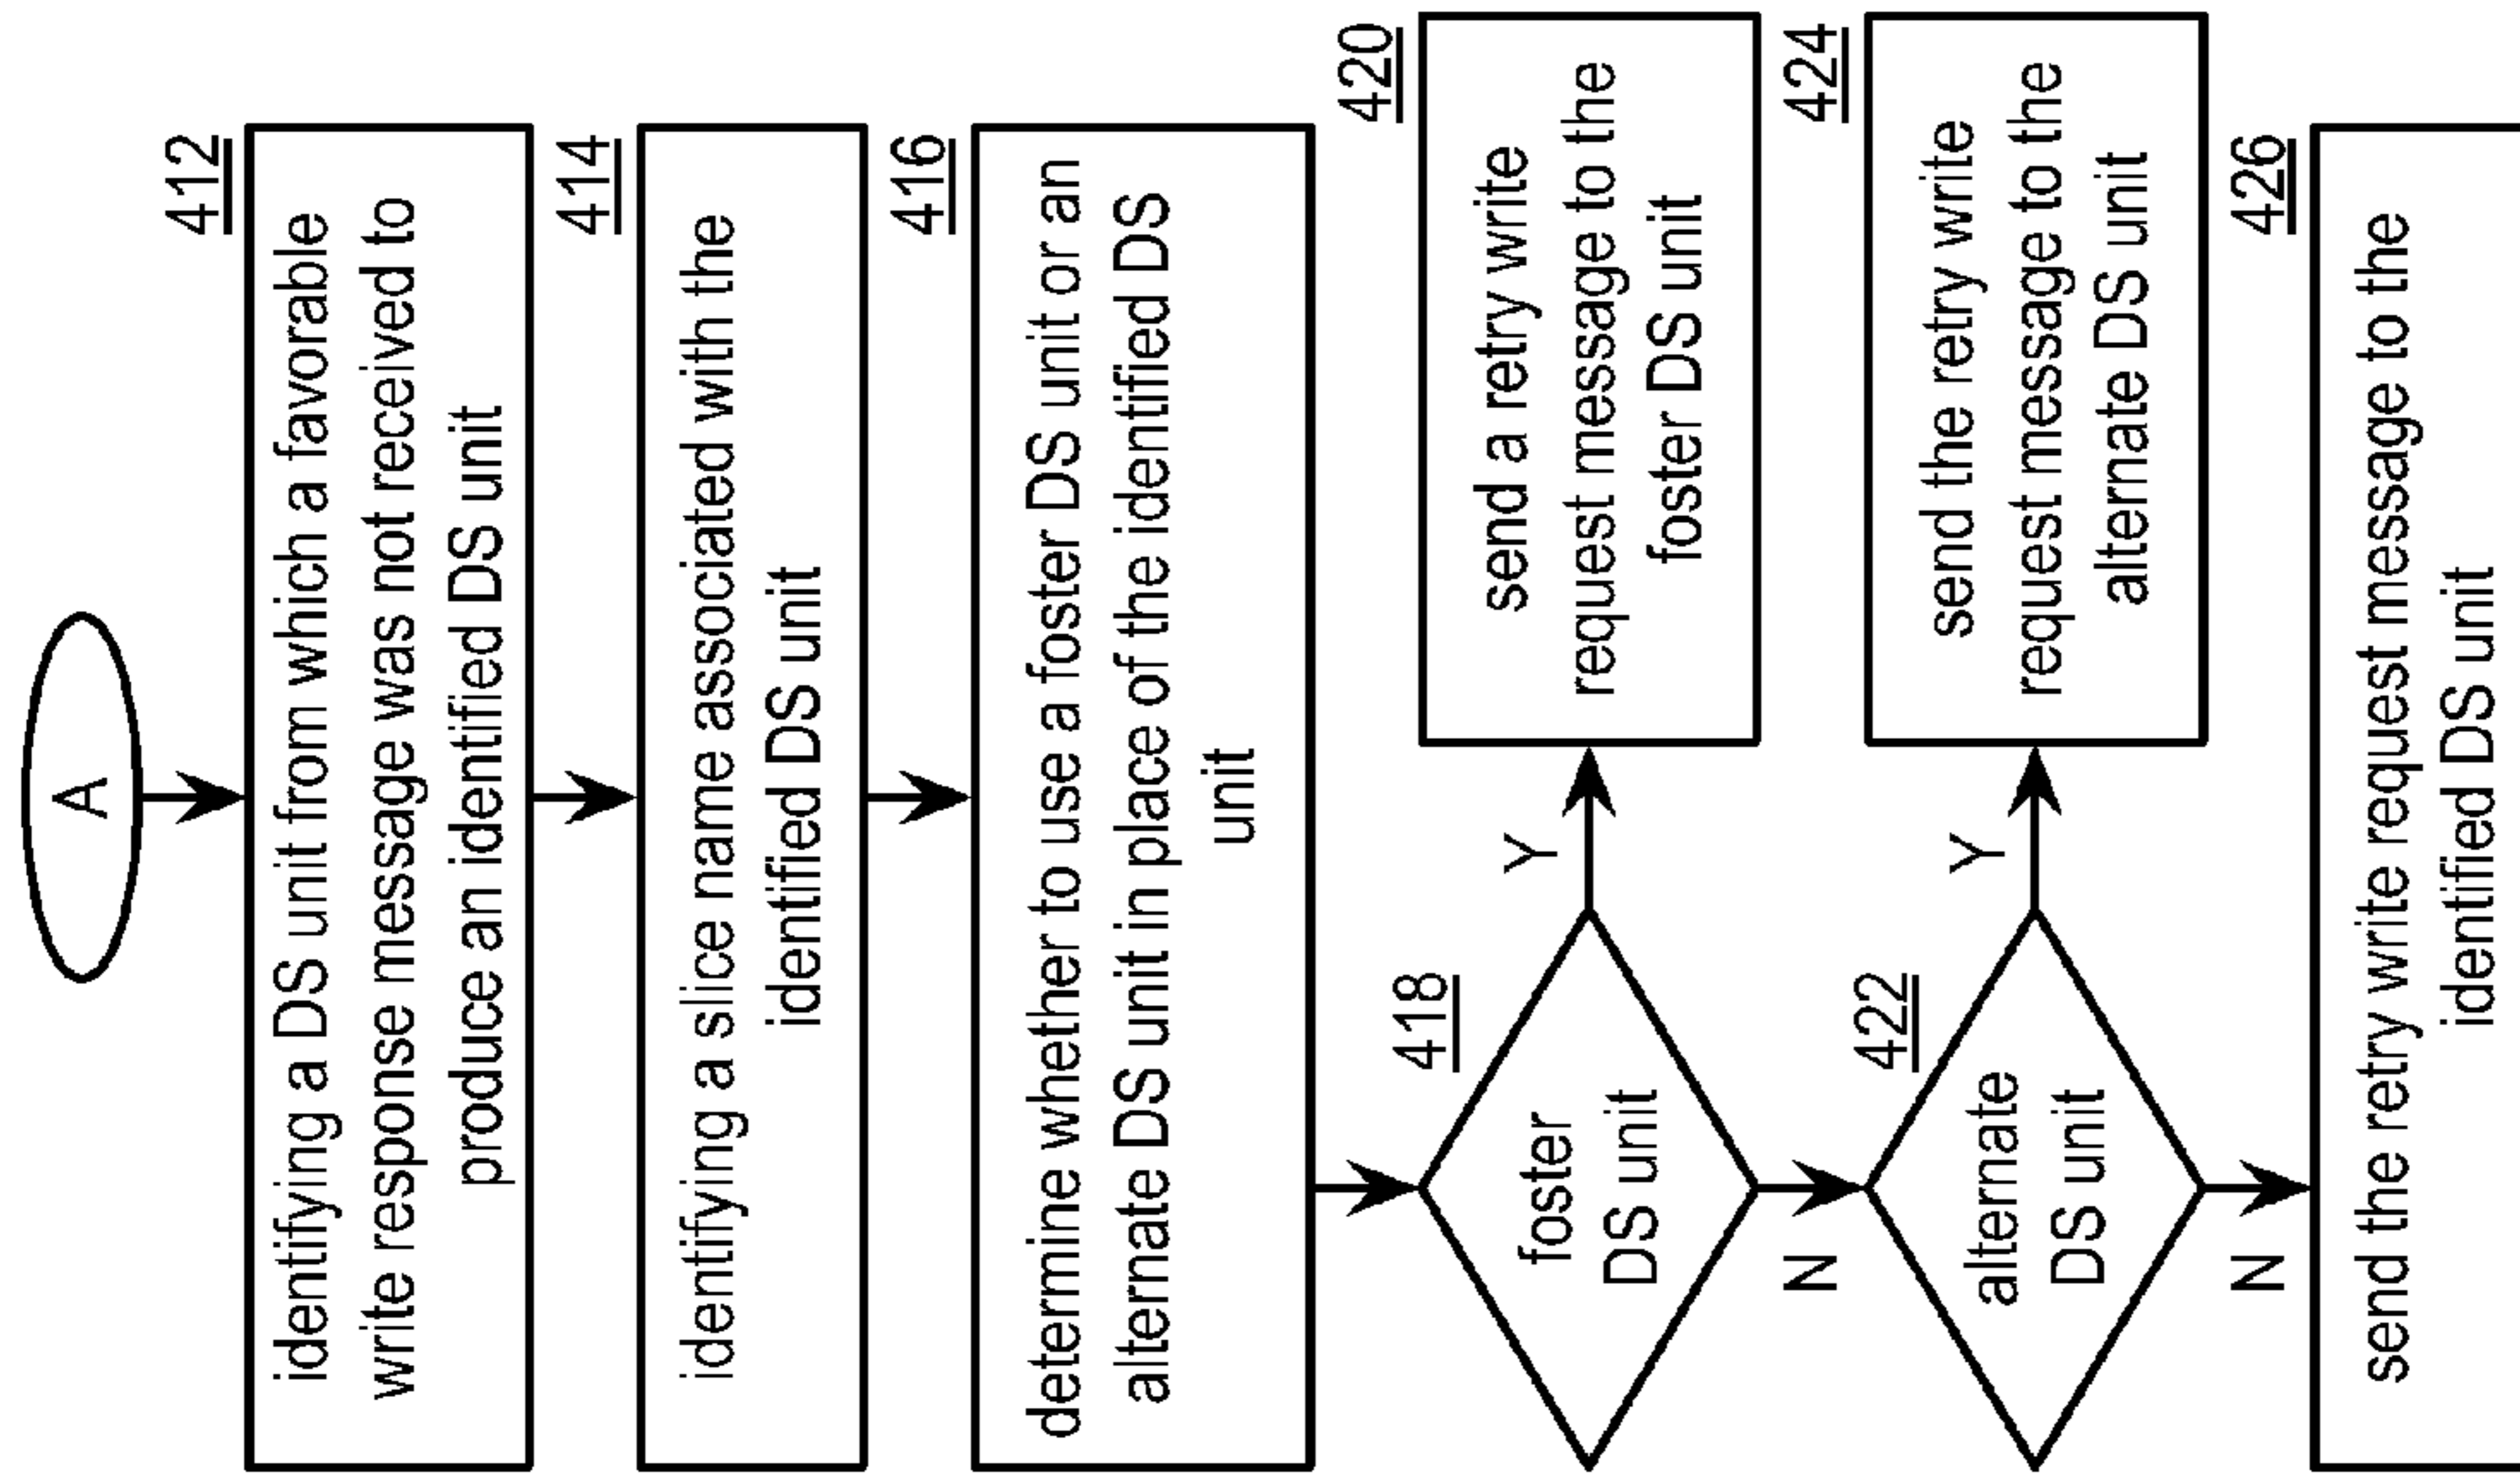 A
412
identifying a DS unit from which a favorable
write response message was not received to
produce an identified DS unit
414
identifying a slice name associated with the
identified DS unit
416
determine whether to use a foster DS unit or an
alternate DS unit in place of the identified DS
unit
418
foster
DS unit
Y
420
send a retry write
request message to the
foster DS unit
N
422
alternate
DS unit
Y
424
send the retry write
request message to the
alternate DS unit
N
426
send the retry write request message to the
identified DS unit